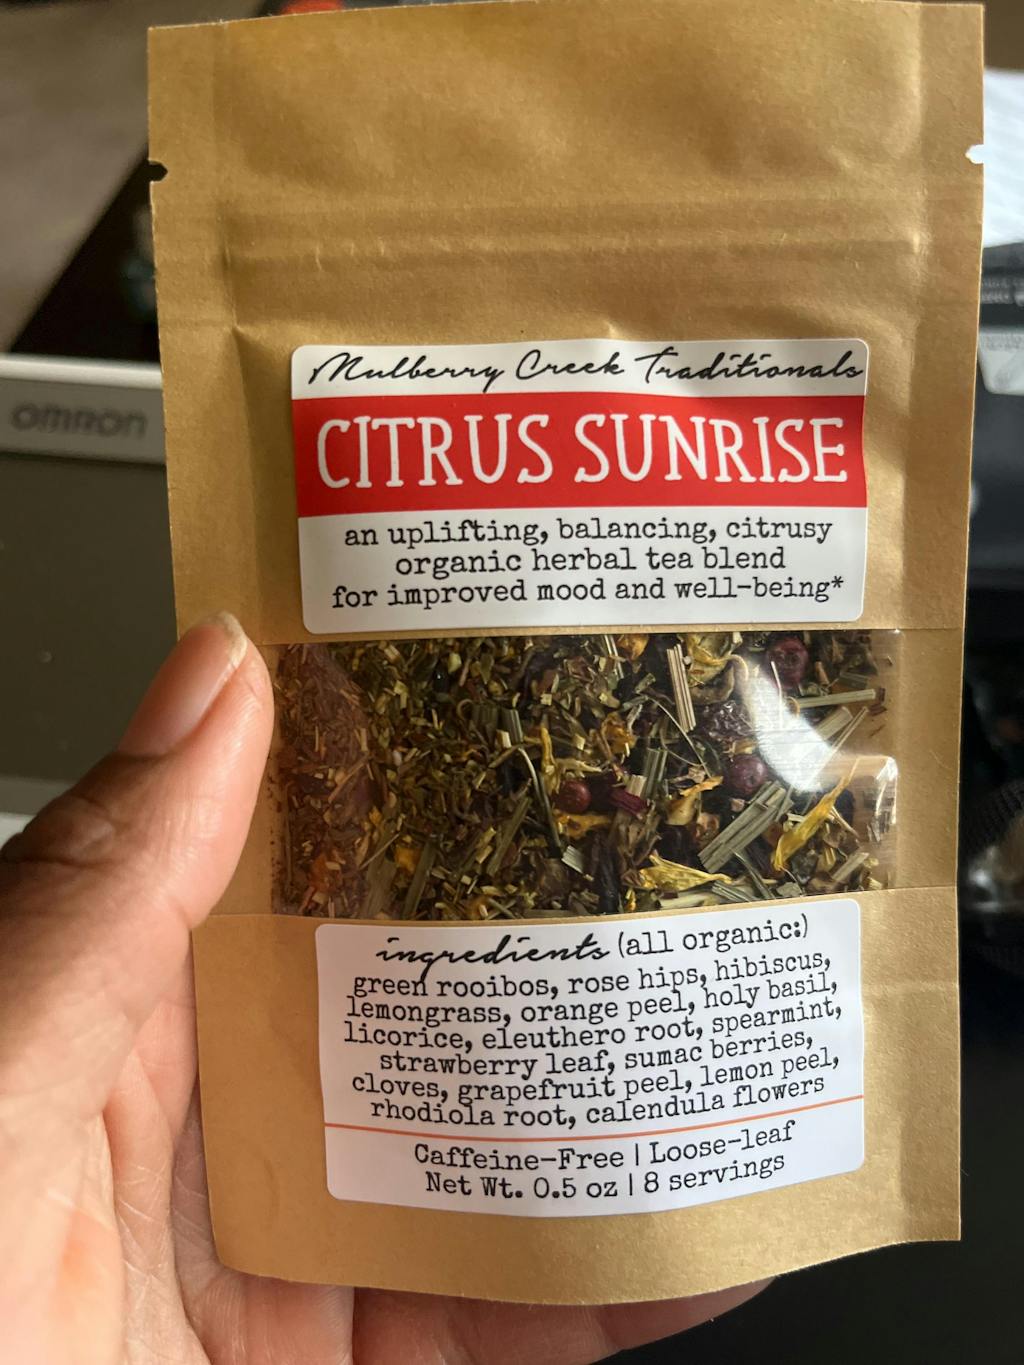 OMRON
Mulberry Creek Traditionals
CITRUS SUNRISE
an uplifting, balancing, citrusy
organic herbal tea blend
for improved mood and well-being*
ingredients (all organic:)
green rooibos, rose hips, hibiscus,
lemongrass, orange peel, holy basil,
licorice, eleuthero root, spearmint,
strawberry leaf, sumac berries,
cloves, grapefruit peel, lemon peel,
rhodiola root, calendula flowers
Caffeine-Free | Loose-leaf
Net Wt. 0.5 oz | 8 servings